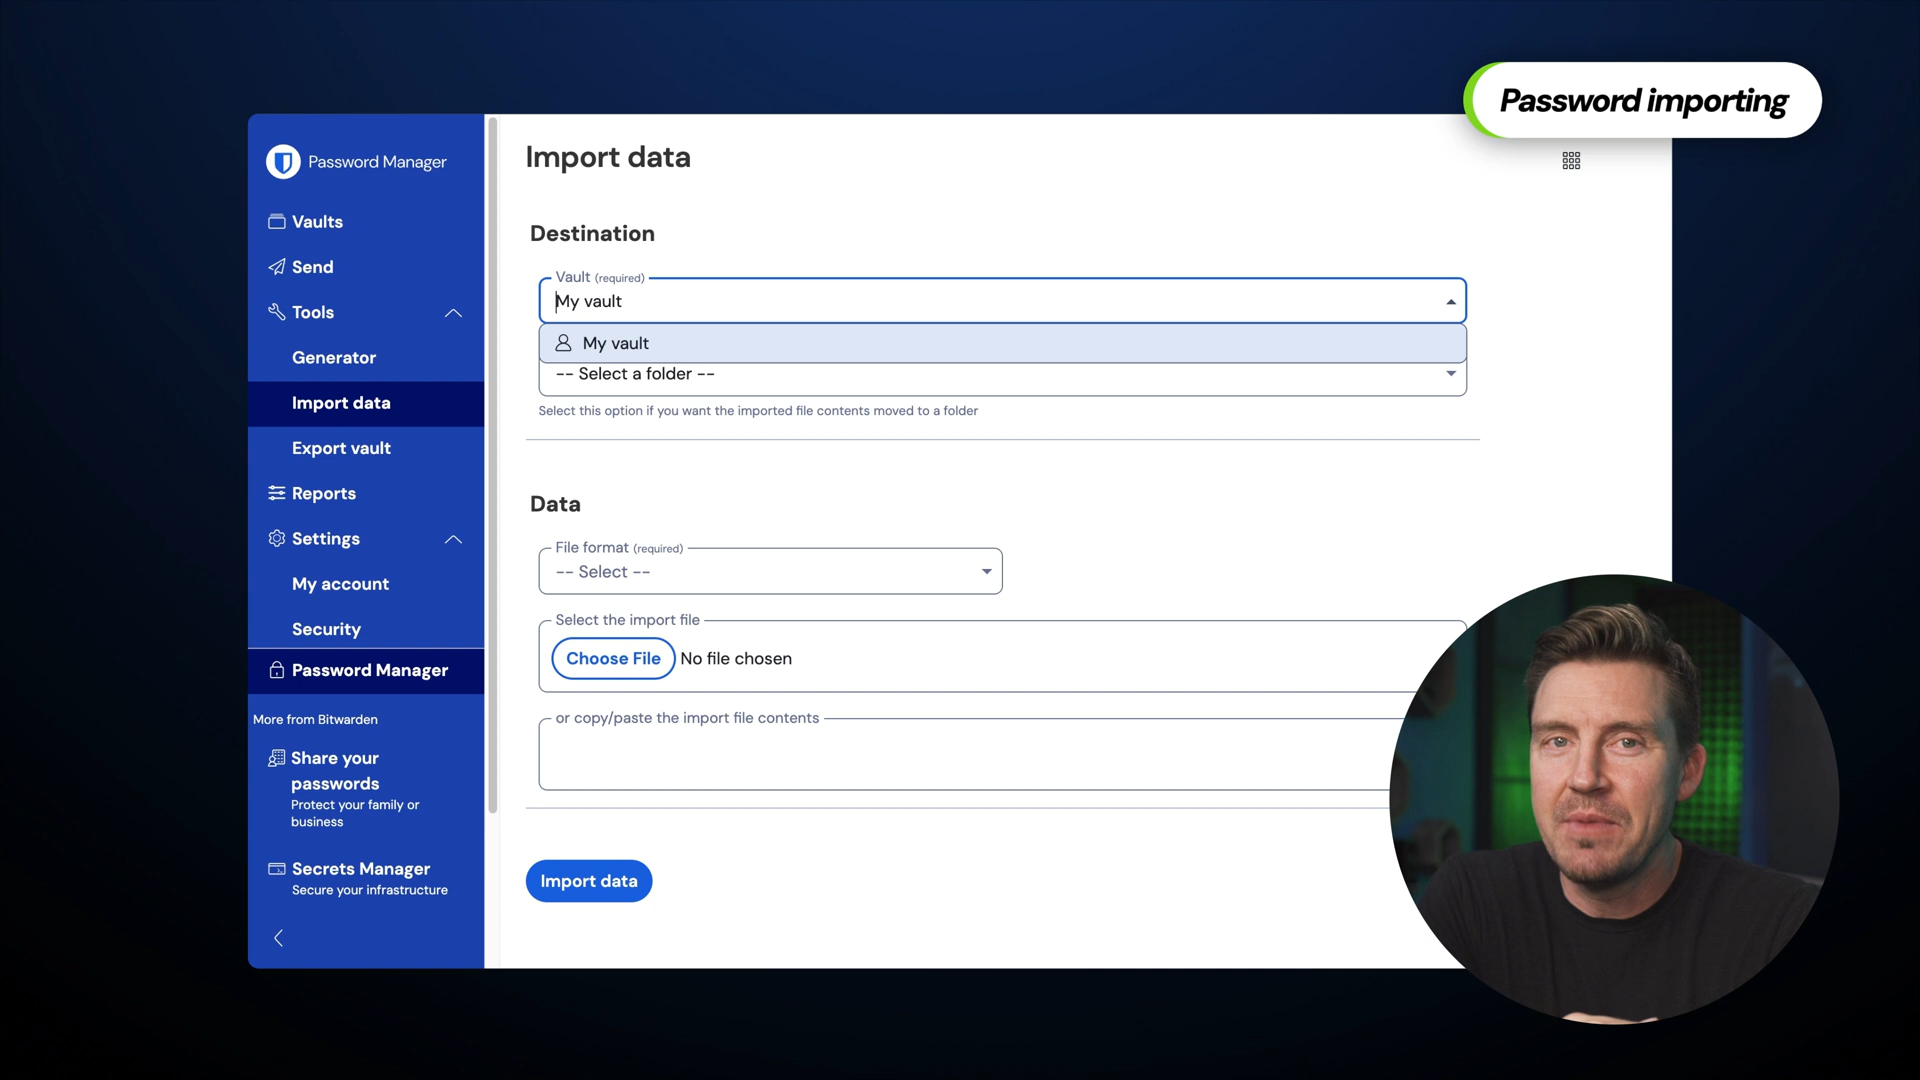 Password importing
Password Manager
Vaults
Send
Tools
Generator
Import data
Export vault
Reports
Settings
My account
Security
Password Manager
More from Bitwarden
Share your
passwords
Protect your family or
business
Secrets Manager
Secure your infrastructure
Import data
Destination
Vault (required)
My vault
My vault
-- Select a folder --
Select this option if you want the imported file contents moved to a folder
Data
File format (required)
-- Select --
Select the import file
Choose File No file chosen
or copy/paste the import file contents
Import data